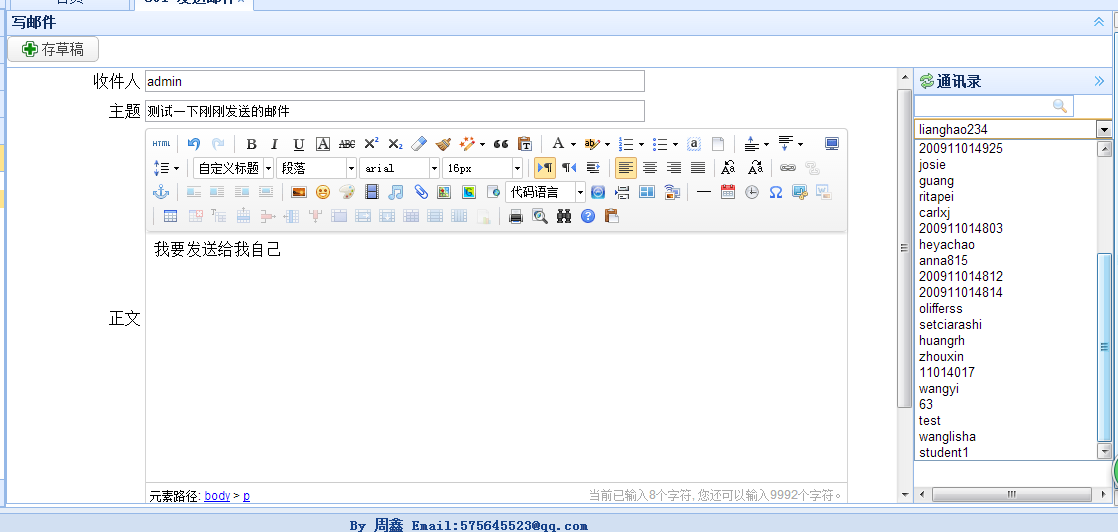 写邮件
存草稿
收件人 admin
主题 测试一下刚刚发送的邮件
HTML B I U A ABC X² X₂
自定义标题 段落 arial 16px
代码语言
正文
我要发送给我自己
元素路径: body > p 当前已输入8个字符, 您还可以输入9992个字符。
通讯录
lianghao234
200911014925
josie
guang
ritapei
carlxj
200911014803
heyachao
anna815
200911014812
200911014814
olifferss
setciarashi
huangrh
zhouxin
11014017
wangyi
63
test
wanglisha
student1
By 周鑫 Email:575645523@qq.com